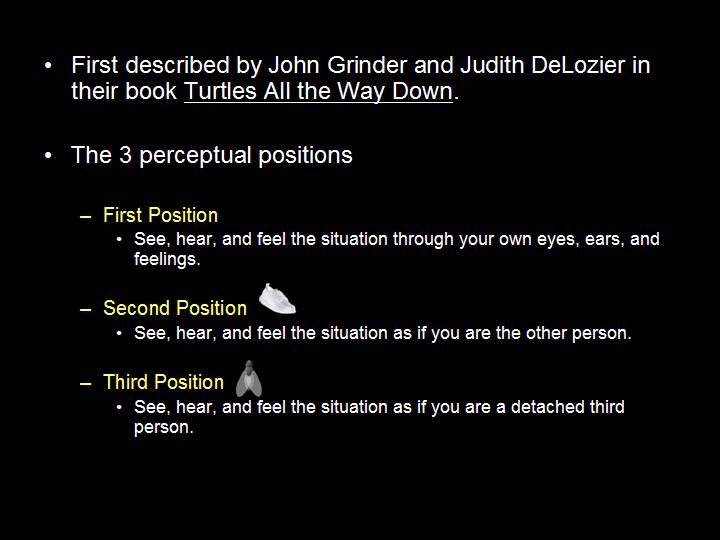 • First described by John Grinder and Judith DeLozier in
their book Turtles All the Way Down.
• The 3 perceptual positions
– First Position
• See, hear, and feel the situation through your own eyes, ears, and
feelings.
– Second Position
• See, hear, and feel the situation as if you are the other person.
– Third Position
• See, hear, and feel the situation as if you are a detached third
person.